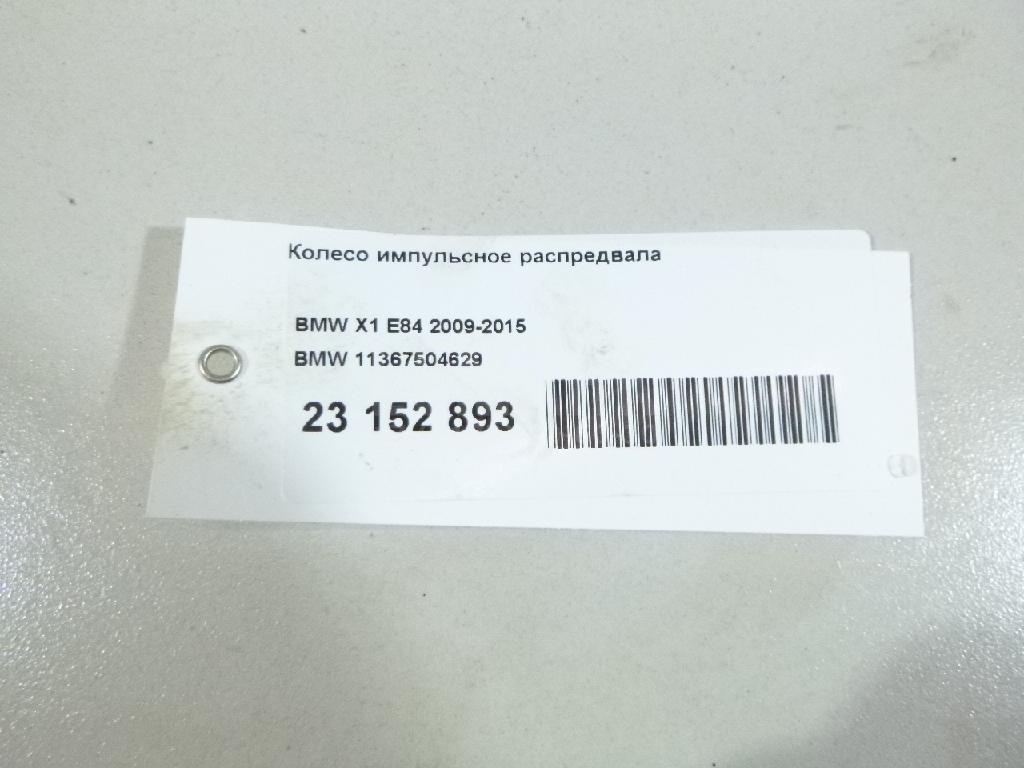 Колесо импульсное распредвала
BMW X1 E84 2009-2015
BMW 11367504629
23 152 893